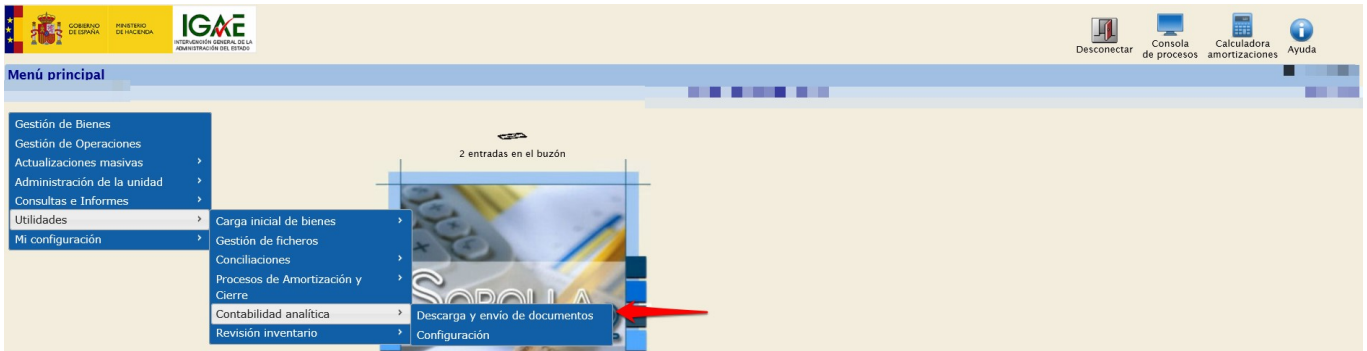 GOBIERNO DE ESPAÑA
MINISTERIO DE HACIENDA
IGAE
INTERVENCIÓN GENERAL DE LA ADMINISTRACIÓN DEL ESTADO
Desconectar
Consola de procesos
Calculadora amortizaciones
Ayuda
Menú principal
2 entradas en el buzón
Gestión de Bienes
Gestión de Operaciones
Actualizaciones masivas
Administración de la unidad
Consultas e Informes
Utilidades
Mi configuración
Carga inicial de bienes
Gestión de ficheros
Conciliaciones
Procesos de Amortización y
Cierre
Contabilidad analítica
Revisión inventario
Descarga y envío de documentos
Configuración
SOROLLA